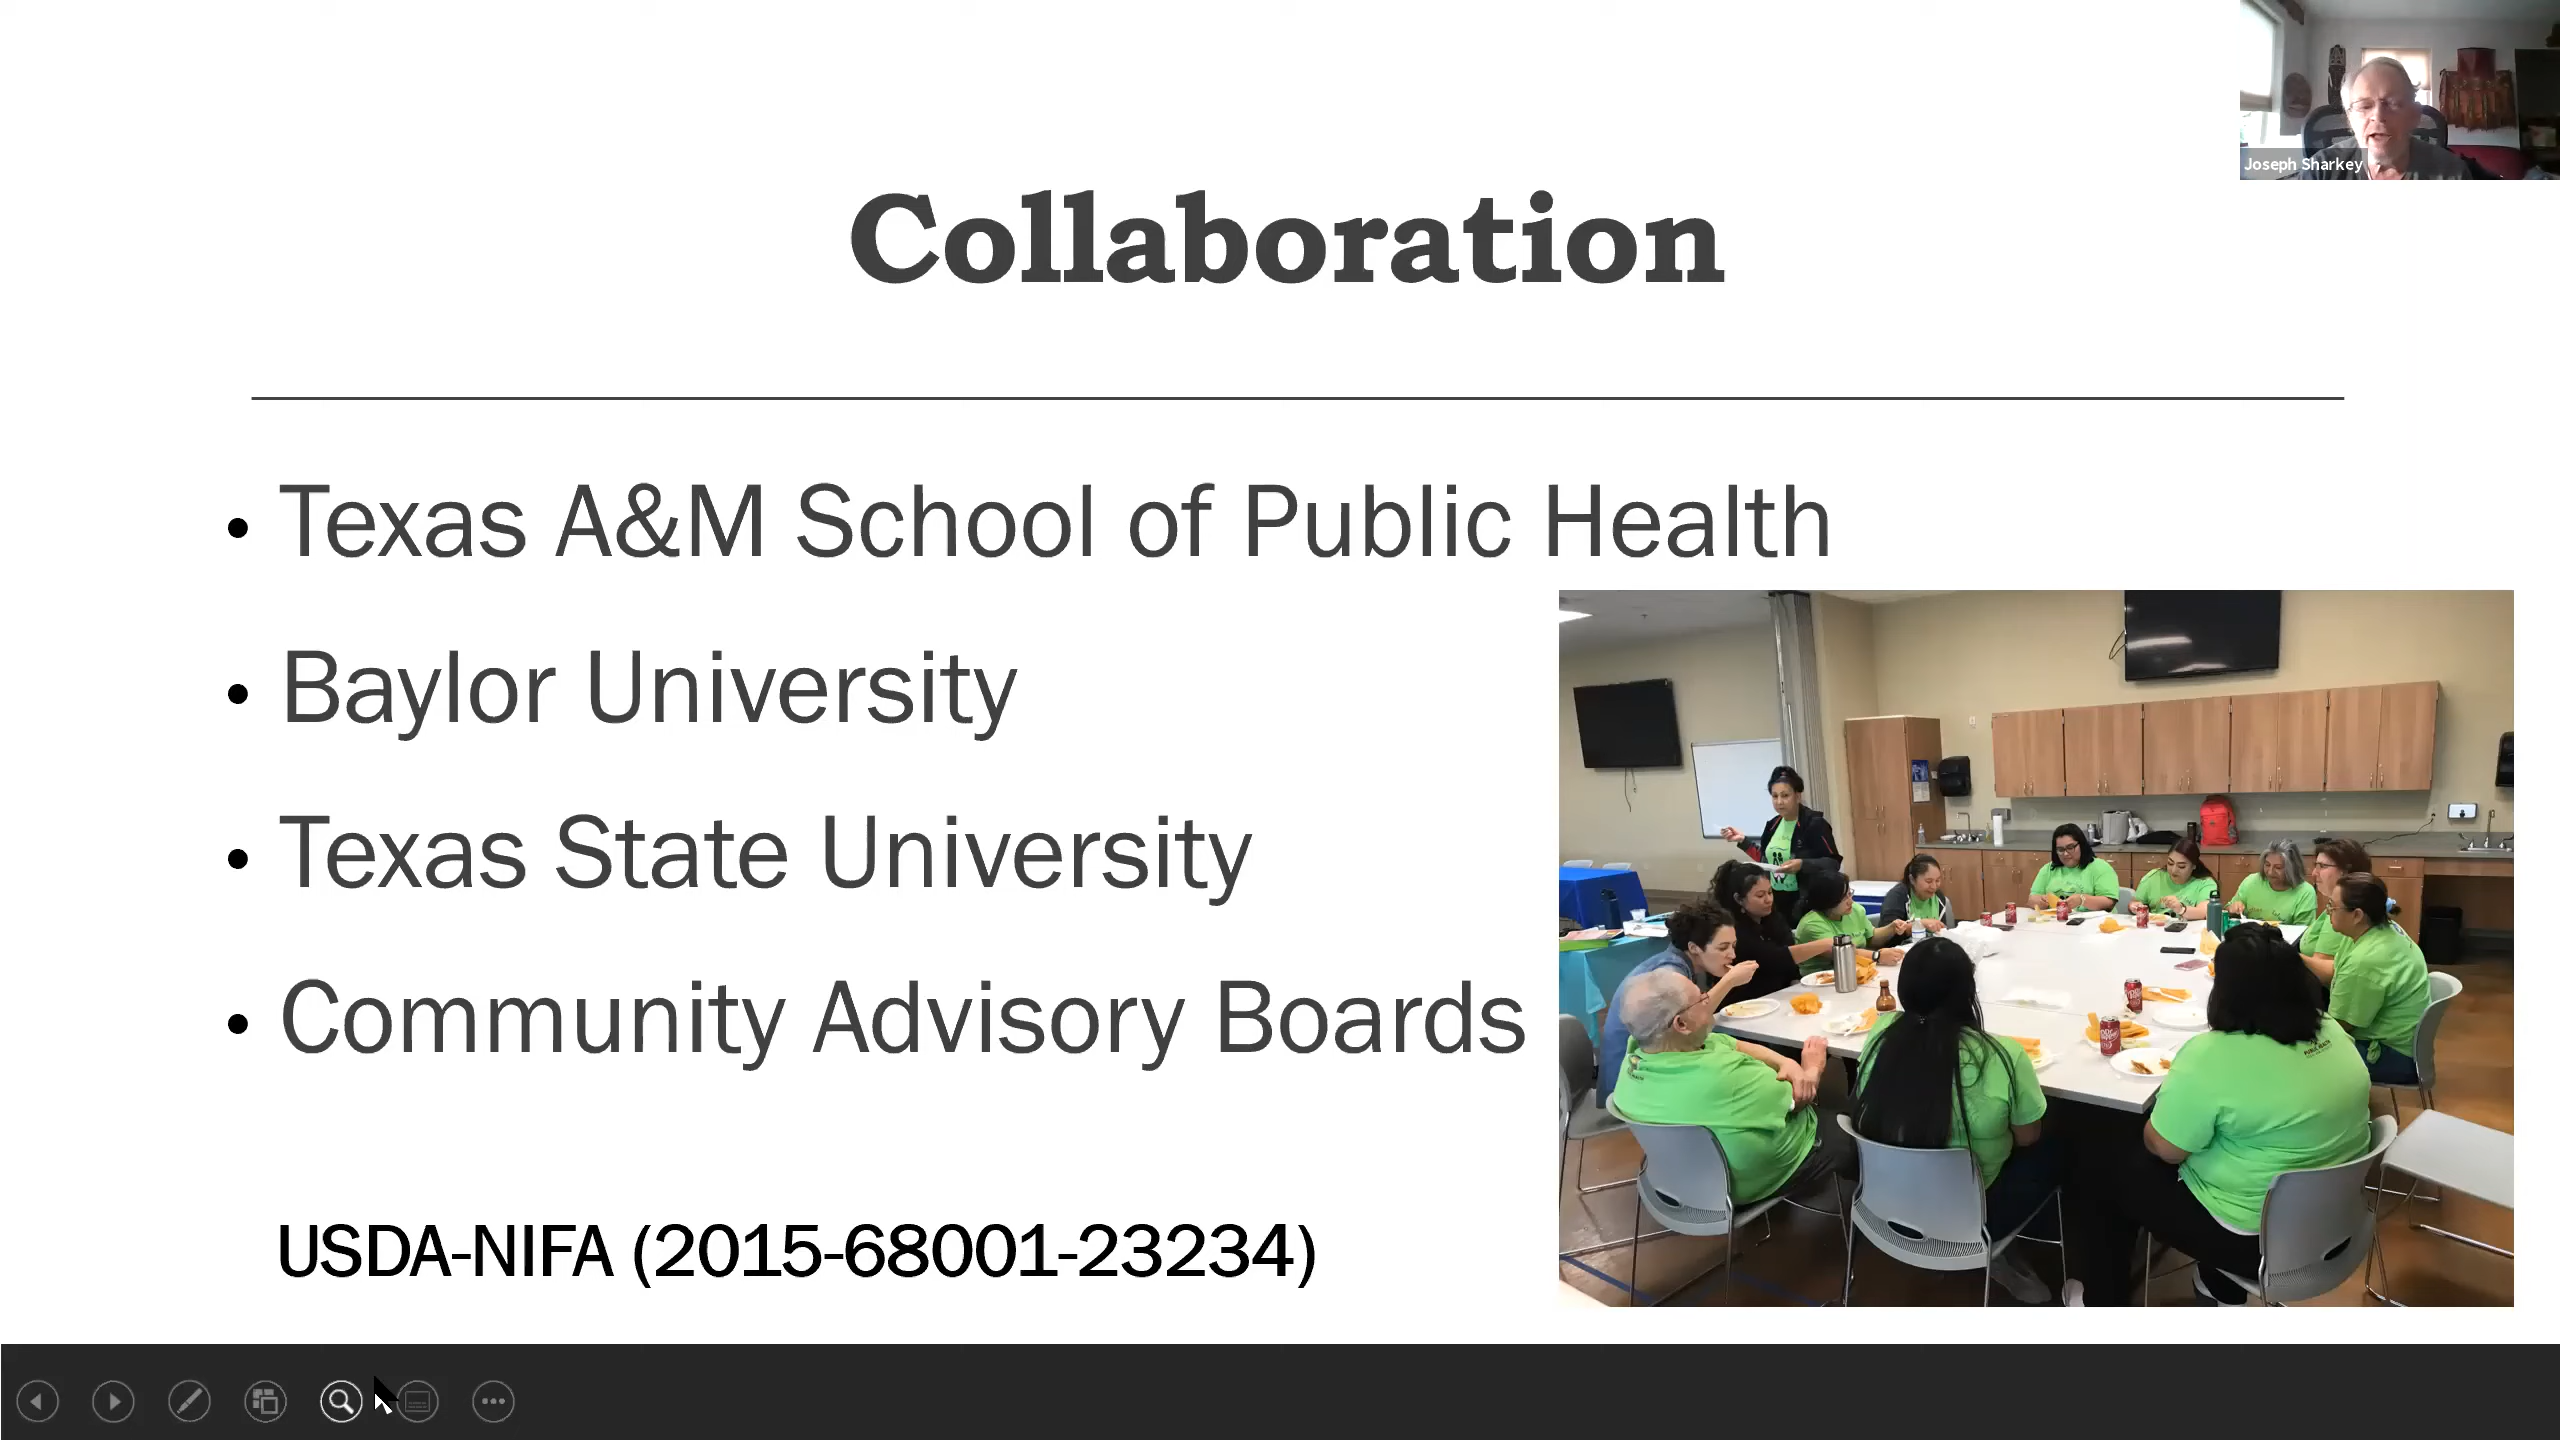 Joseph Sharkey
Collaboration
• Texas A&M School of Public Health
• Baylor University
• Texas State University
• Community Advisory Boards
USDA-NIFA (2015-68001-23234)